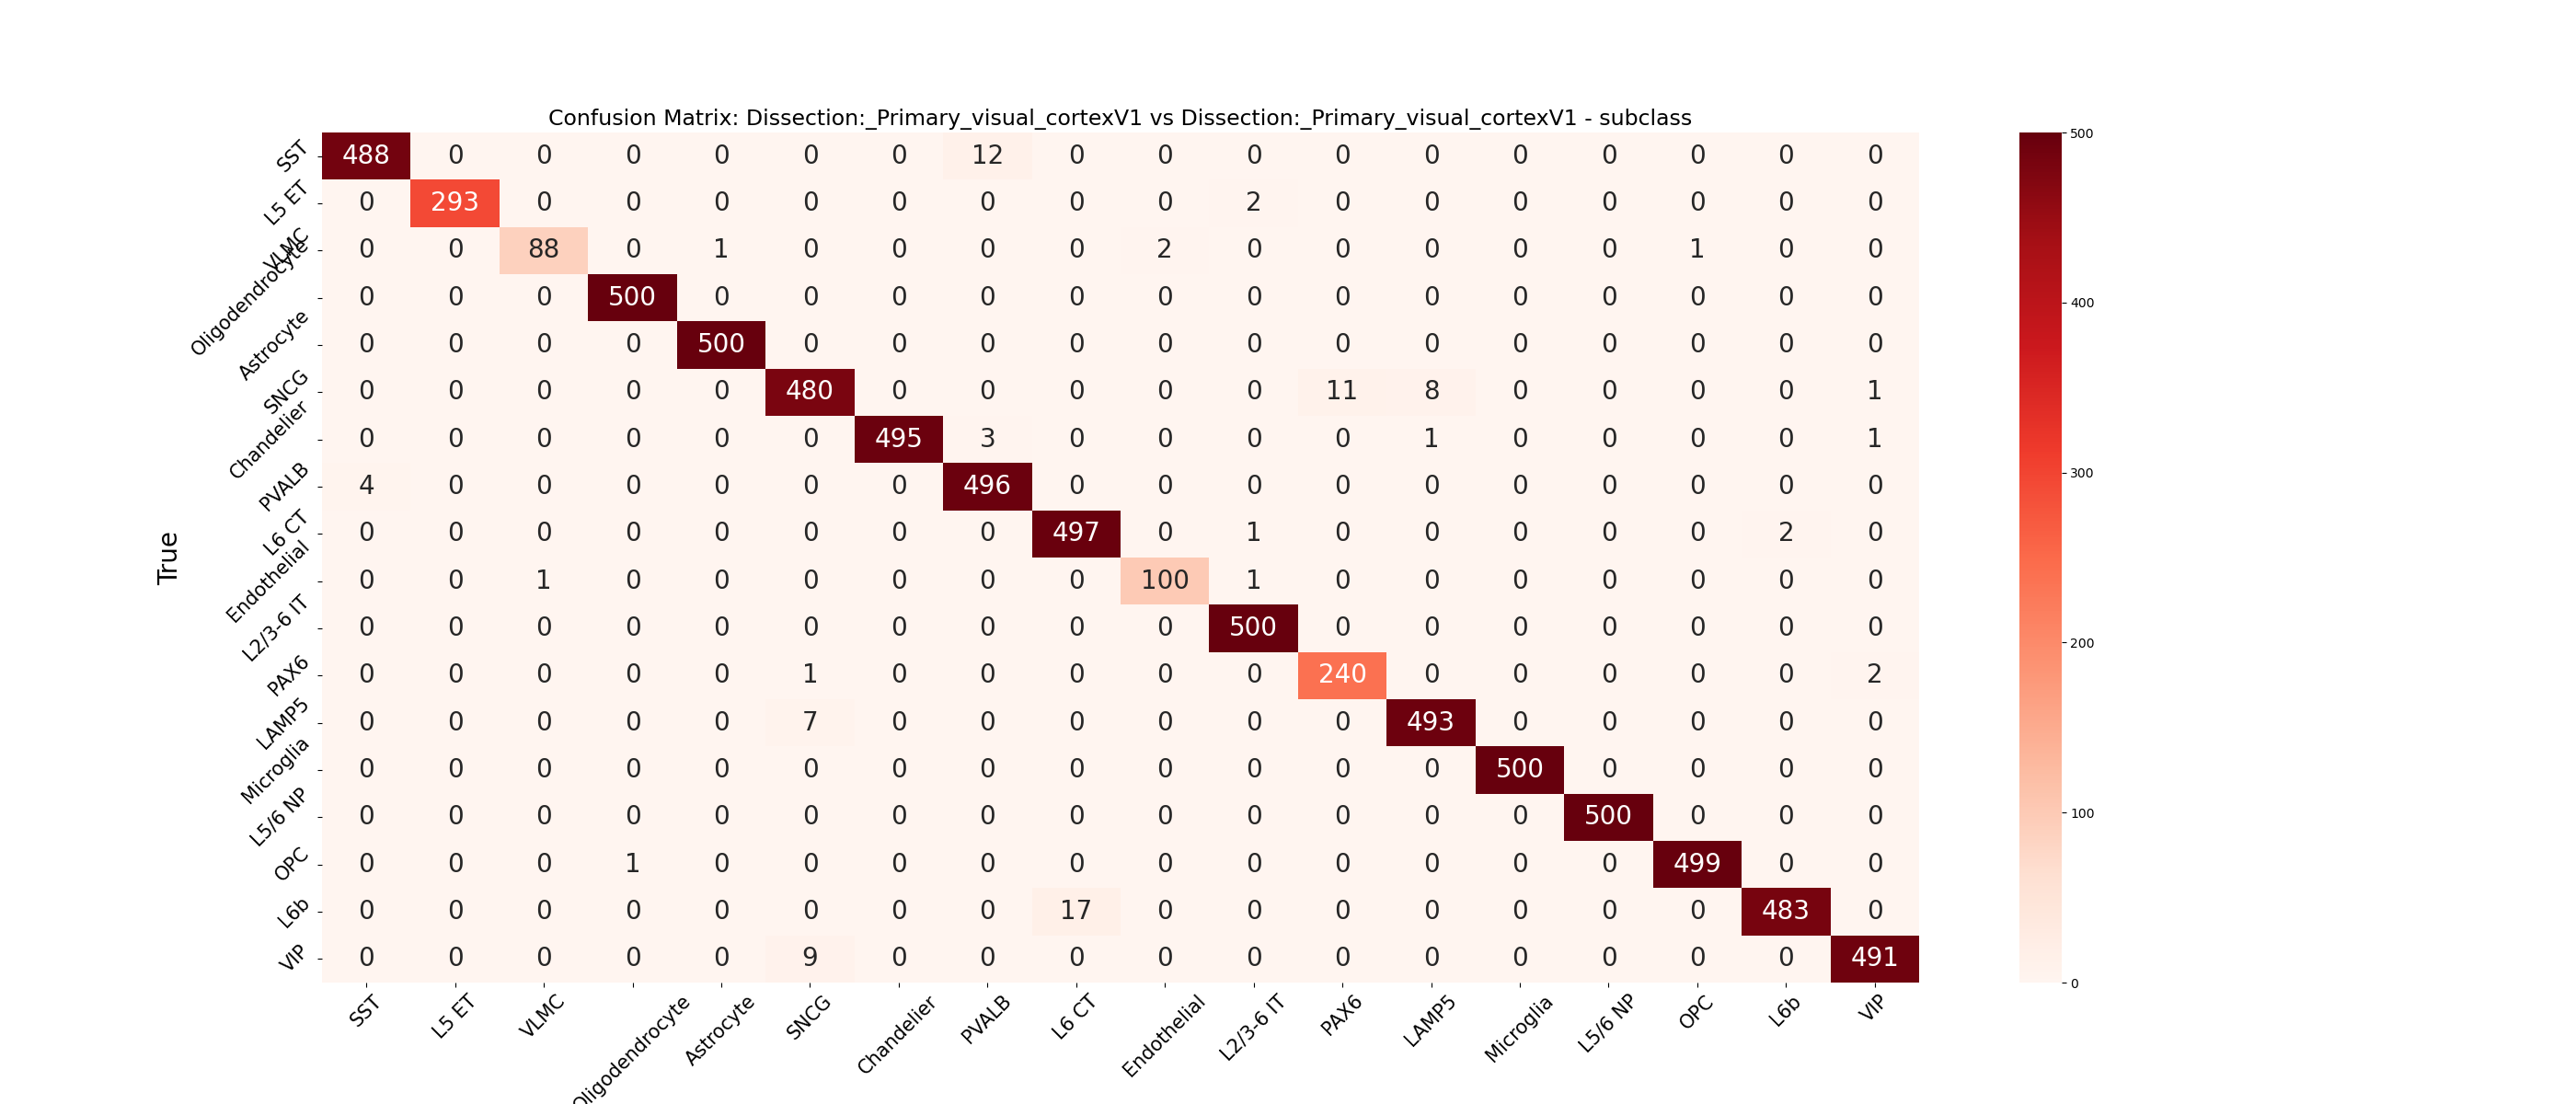 Confusion Matrix: Dissection:_Primary_visual_cortexV1 vs Dissection:_Primary_visual_cortexV1 - subclass
True
SST 488 0 0 0 0 0 0 12 0 0 0 0 0 0 0 0 0 0
L5 ET 0 293 0 0 0 0 0 0 0 0 2 0 0 0 0 0 0 0
VLMC 0 0 88 0 1 0 0 0 0 2 0 0 0 0 0 1 0 0
Oligodendrocyte 0 0 0 500 0 0 0 0 0 0 0 0 0 0 0 0 0 0
Astrocyte 0 0 0 0 500 0 0 0 0 0 0 0 0 0 0 0 0 0
SNCG 0 0 0 0 0 480 0 0 0 0 0 11 8 0 0 0 0 1
Chandelier 0 0 0 0 0 0 495 3 0 0 0 0 1 0 0 0 0 1
PVALB 4 0 0 0 0 0 0 496 0 0 0 0 0 0 0 0 0 0
L6 CT 0 0 0 0 0 0 0 0 497 0 1 0 0 0 0 0 2 0
Endothelial 0 0 1 0 0 0 0 0 0 100 1 0 0 0 0 0 0 0
L2/3-6 IT 0 0 0 0 0 0 0 0 0 0 500 0 0 0 0 0 0 0
PAX6 0 0 0 0 0 1 0 0 0 0 0 240 0 0 0 0 0 2
LAMP5 0 0 0 0 0 7 0 0 0 0 0 0 493 0 0 0 0 0
Microglia 0 0 0 0 0 0 0 0 0 0 0 0 0 500 0 0 0 0
L5/6 NP 0 0 0 0 0 0 0 0 0 0 0 0 0 0 500 0 0 0
OPC 0 0 0 1 0 0 0 0 0 0 0 0 0 0 0 499 0 0
L6b 0 0 0 0 0 0 0 0 17 0 0 0 0 0 0 0 483 0
VIP 0 0 0 0 0 9 0 0 0 0 0 0 0 0 0 0 0 491
SST L5 ET VLMC Oligodendrocyte Astrocyte SNCG Chandelier PVALB L6 CT Endothelial L2/3-6 IT PAX6 LAMP5 Microglia L5/6 NP OPC L6b VIP
500
400
300
200
100
0